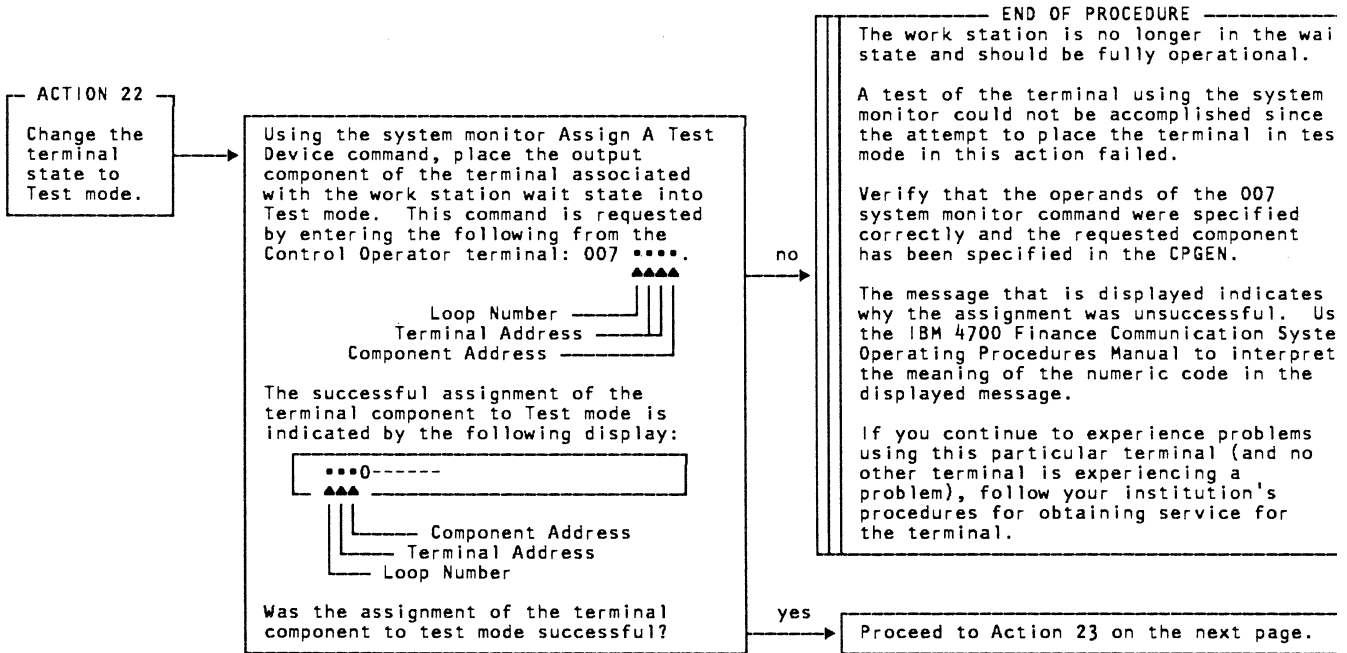 ACTION 22
Change the
terminal
state to
Test mode.
Using the system monitor Assign A Test
Device command, place the output
component of the terminal associated
with the work station wait state into
Test mode. This command is requested
by entering the following from the
Control Operator terminal: 007 ▪▪▪▪.
Loop Number
Terminal Address
Component Address
The successful assignment of the
terminal component to Test mode is
indicated by the following display:
▪▪▪0------
Component Address
Terminal Address
Loop Number
Was the assignment of the terminal
component to test mode successful?
no
END OF PROCEDURE
The work station is no longer in the wai
state and should be fully operational.
A test of the terminal using the system
monitor could not be accomplished since
the attempt to place the terminal in tes
mode in this action failed.
Verify that the operands of the 007
system monitor command were specified
correctly and the requested component
has been specified in the CPGEN.
The message that is displayed indicates
why the assignment was unsuccessful. Us
the IBM 4700 Finance Communication Syste
Operating Procedures Manual to interpret
the meaning of the numeric code in the
displayed message.
If you continue to experience problems
using this particular terminal (and no
other terminal is experiencing a
problem), follow your institution's
procedures for obtaining service for
the terminal.
yes
Proceed to Action 23 on the next page.